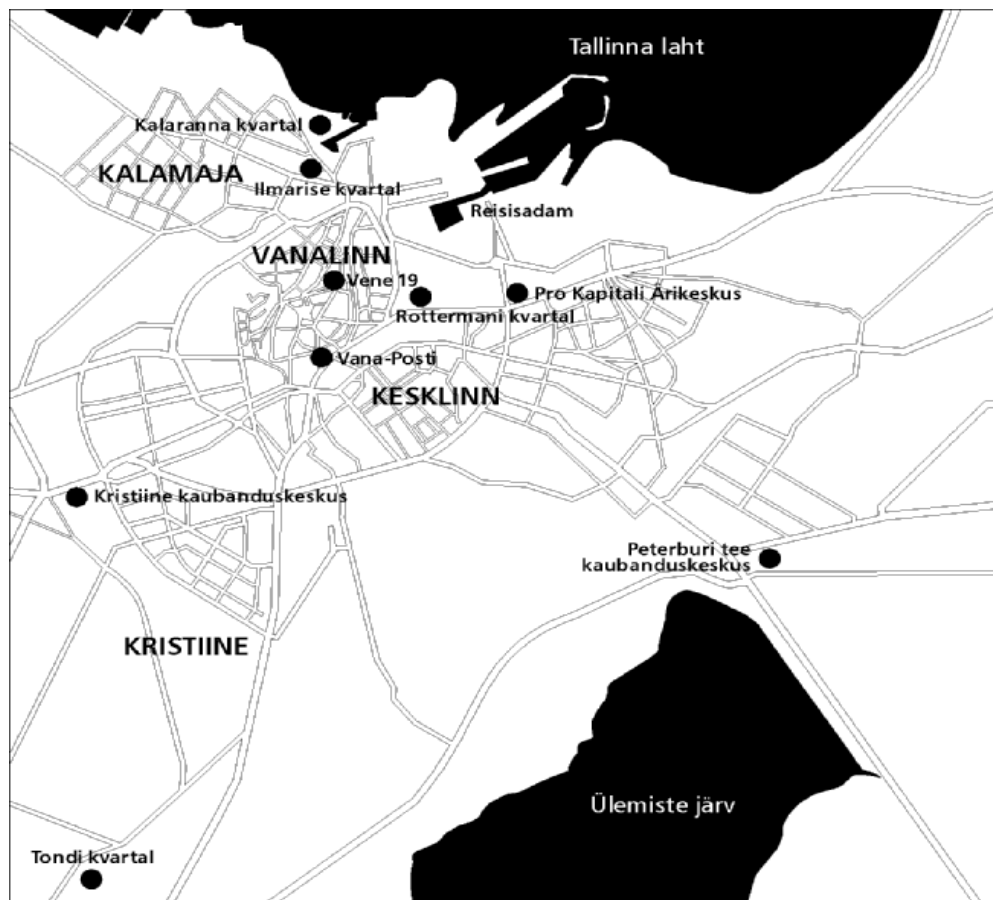 Tallinna laht
Kalaranna kvartal
KALAMAJA
Ilmarise kvartal
Reisisadam
VANALINN
Vene 19
Pro Kapitali Ärikeskus
Rottermani kvartal
Vana-Posti
KESKLINN
Kristiine kaubanduskeskus
Peterburi tee
kaubanduskeskus
KRISTIINE
Ülemiste järv
Tondi kvartal